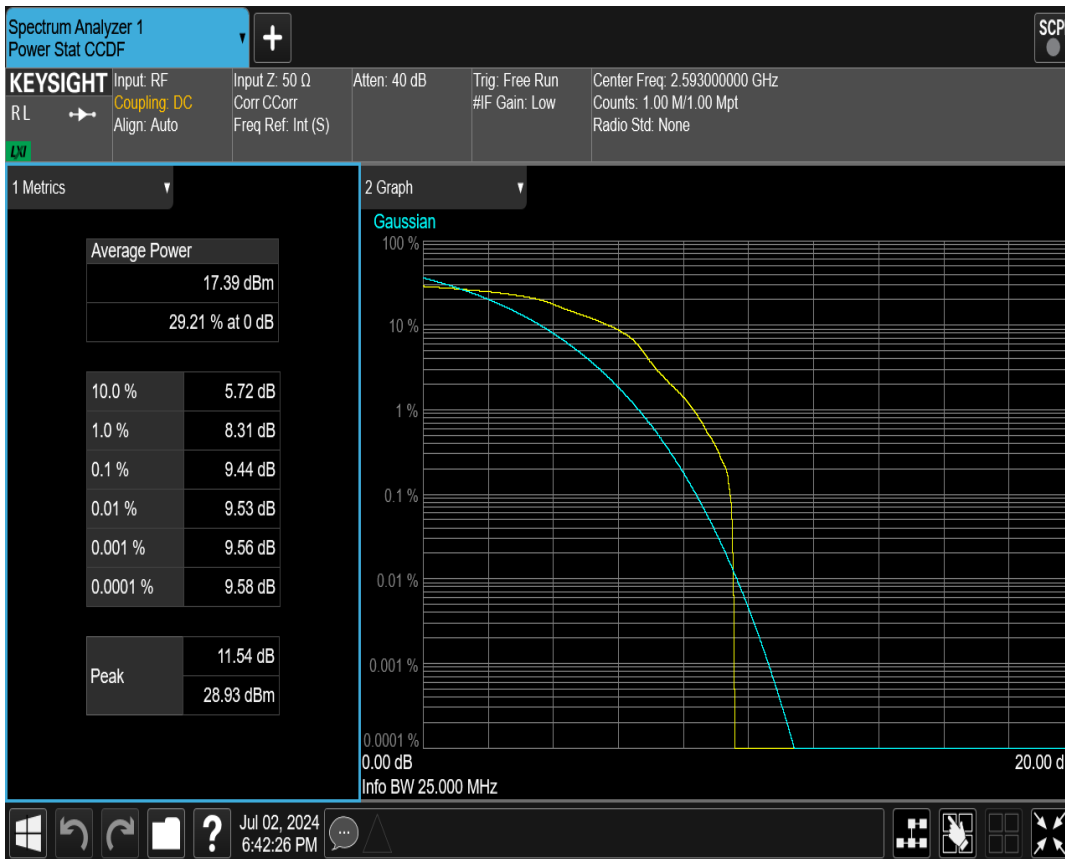 Spectrum Analyzer 1
Power Stat CCDF
+
SCP
KEYSIGHT
RL
LXI
Input: RF
Coupling: DC
Align: Auto
Input Z: 50 Ω
Corr CCorr
Freq Ref: Int (S)
Atten: 40 dB
Trig: Free Run
#IF Gain: Low
Center Freq: 2.593000000 GHz
Counts: 1.00 M/1.00 Mpt
Radio Std: None
1 Metrics
Average Power
17.39 dBm
29.21 % at 0 dB
10.0 % 5.72 dB
1.0 % 8.31 dB
0.1 % 9.44 dB
0.01 % 9.53 dB
0.001 % 9.56 dB
0.0001 % 9.58 dB
Peak
11.54 dB
28.93 dBm
2 Graph
Gaussian
100 %
10 %
1 %
0.1 %
0.01 %
0.001 %
0.0001 %
0.00 dB
20.00 d
Info BW 25.000 MHz
?
Jul 02, 2024
6:42:26 PM